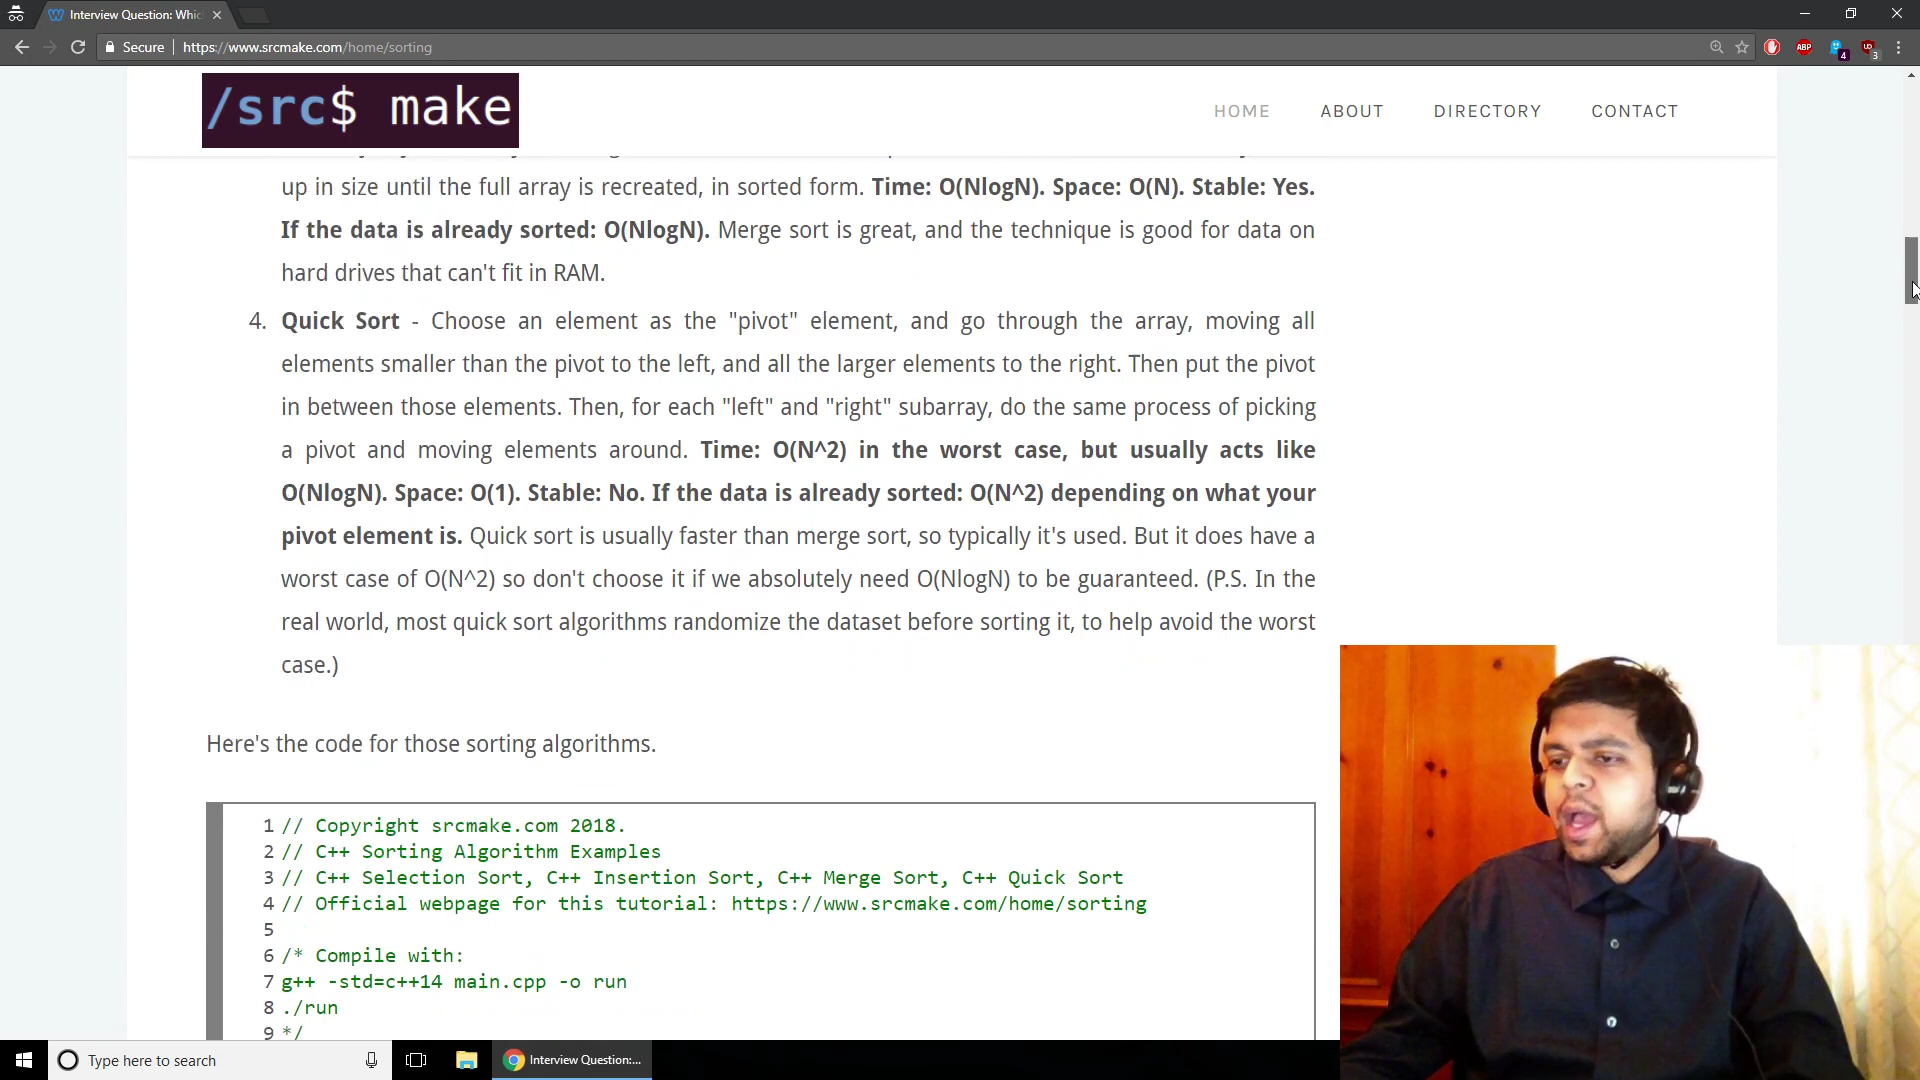 Interview Question: Whic
Secure https://www.srcmake.com/home/sorting
ABP
4
UD
3
/src$ make
HOME ABOUT DIRECTORY CONTACT
up in size until the full array is recreated, in sorted form. Time: O(NlogN). Space: O(N). Stable: Yes.
If the data is already sorted: O(NlogN). Merge sort is great, and the technique is good for data on
hard drives that can't fit in RAM.
4. Quick Sort - Choose an element as the "pivot" element, and go through the array, moving all
elements smaller than the pivot to the left, and all the larger elements to the right. Then put the pivot
in between those elements. Then, for each "left" and "right" subarray, do the same process of picking
a pivot and moving elements around. Time: O(N^2) in the worst case, but usually acts like
O(NlogN). Space: O(1). Stable: No. If the data is already sorted: O(N^2) depending on what your
pivot element is. Quick sort is usually faster than merge sort, so typically it's used. But it does have a
worst case of O(N^2) so don't choose it if we absolutely need O(NlogN) to be guaranteed. (P.S. In the
real world, most quick sort algorithms randomize the dataset before sorting it, to help avoid the worst
case.)
Here's the code for those sorting algorithms.
1 // Copyright srcmake.com 2018.
2 // C++ Sorting Algorithm Examples
3 // C++ Selection Sort, C++ Insertion Sort, C++ Merge Sort, C++ Quick Sort
4 // Official webpage for this tutorial: https://www.srcmake.com/home/sorting
5
6 /* Compile with:
7 g++ -std=c++14 main.cpp -o run
8 ./run
9 */
Type here to search
Interview Question:...